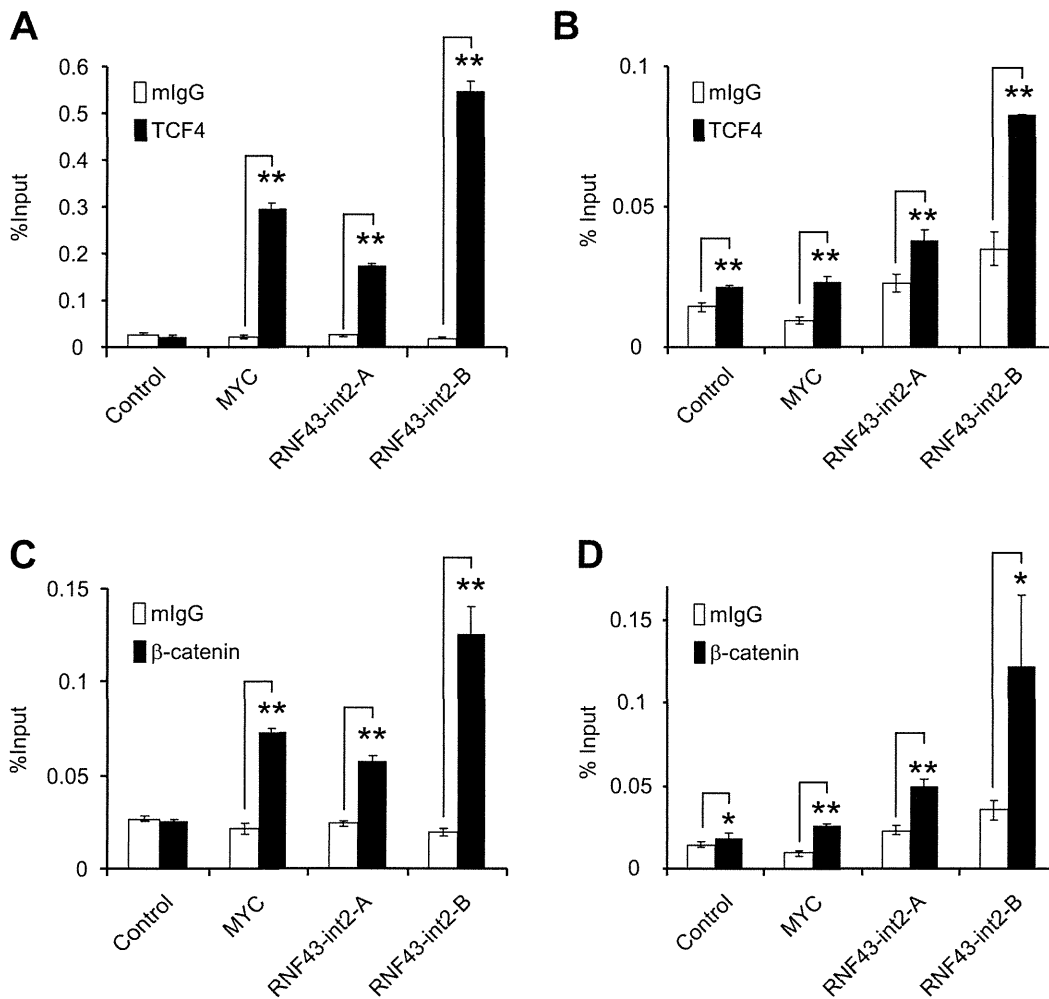 A
0.6
0.5
0.4
0.3
0.2
0.1
0
%Input
mIgG
TCF4
**
**
**
Control
MYC
RNF43-int2-A
RNF43-int2-B
B
0.1
0.05
0
% Input
mIgG
TCF4
**
**
**
**
Control
MYC
RNF43-int2-A
RNF43-int2-B
C
0.15
0.1
0.05
0
%Input
mIgG
β-catenin
**
**
**
Control
MYC
RNF43-int2-A
RNF43-int2-B
D
0.15
0.1
0.05
0
% Input
mIgG
β-catenin
*
**
**
*
Control
MYC
RNF43-int2-A
RNF43-int2-B